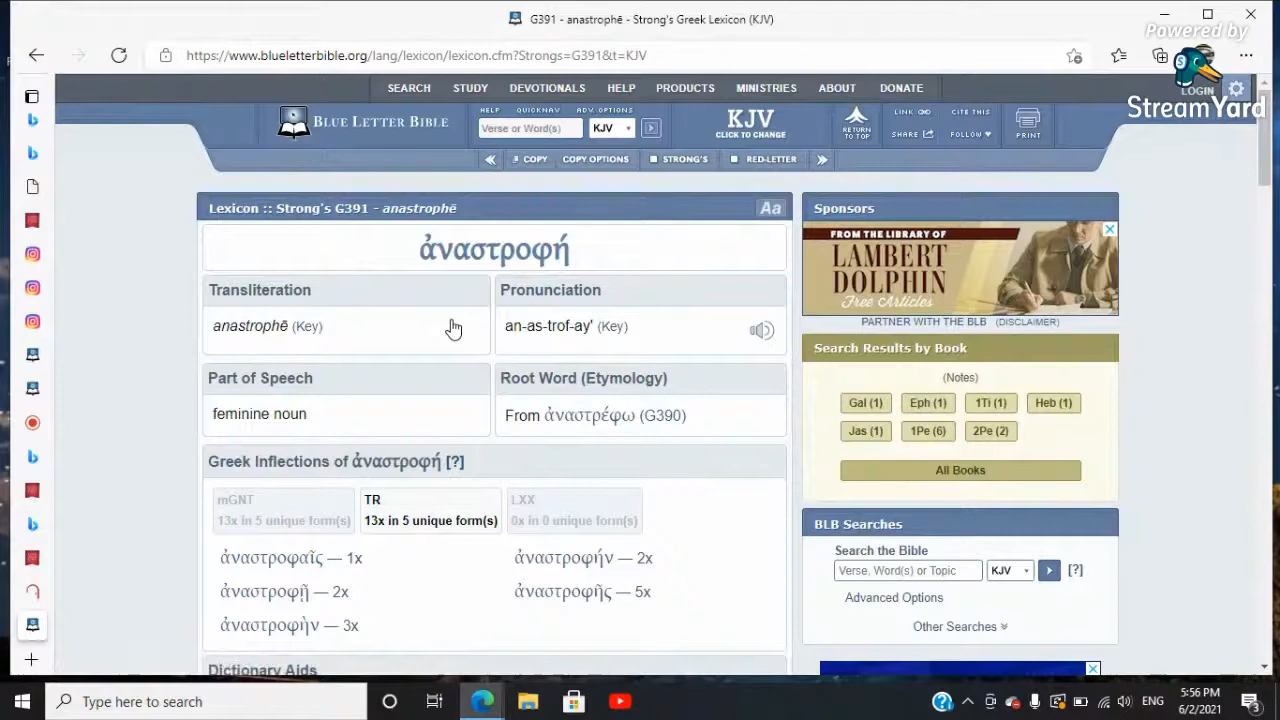 G391 - anastrophē - Strong's Greek Lexicon (KJV)
Powered by
https://www.blueletterbible.org/lang/lexicon/lexicon.cfm?Strongs=G391&t=KJV
StreamYard
SEARCH STUDY DEVOTIONALS HELP PRODUCTS MINISTRIES ABOUT DONATE LOGIN
BLUE LETTER BIBLE
HELP QUICKNAV ADV. OPTIONS
Verse or Word(s) KJV
KJV
CLICK TO CHANGE
RETURN
TO TOP
LINK CITE THIS
SHARE FOLLOW
PRINT
COPY COPY OPTIONS STRONG'S RED-LETTER
Lexicon :: Strong's G391 - anastrophē Aa
ἀναστροφή
Transliteration
anastrophē (Key)
Pronunciation
an-as-trof-ay' (Key)
Part of Speech
feminine noun
Root Word (Etymology)
From ἀναστρέφω (G390)
Greek Inflections of ἀναστροφή [?]
mGNT
13x in 5 unique form(s)
TR
13x in 5 unique form(s)
LXX
0x in 0 unique form(s)
ἀναστροφαῖς — 1x
ἀναστροφήν — 2x
ἀναστροφῇ — 2x
ἀναστροφῆς — 5x
ἀναστροφὴν — 3x
Dictionary Aids
Sponsors
FROM THE LIBRARY OF
LAMBERT
DOLPHIN
Free Articles
PARTNER WITH THE BLB (DISCLAIMER)
Search Results by Book
(Notes)
Gal (1) Eph (1) 1Ti (1) Heb (1)
Jas (1) 1Pe (6) 2Pe (2)
All Books
BLB Searches
Search the Bible
Verse, Word(s) or Topic KJV [?]
Advanced Options
Other Searches
Type here to search
ENG
5:56 PM
6/2/2021
3